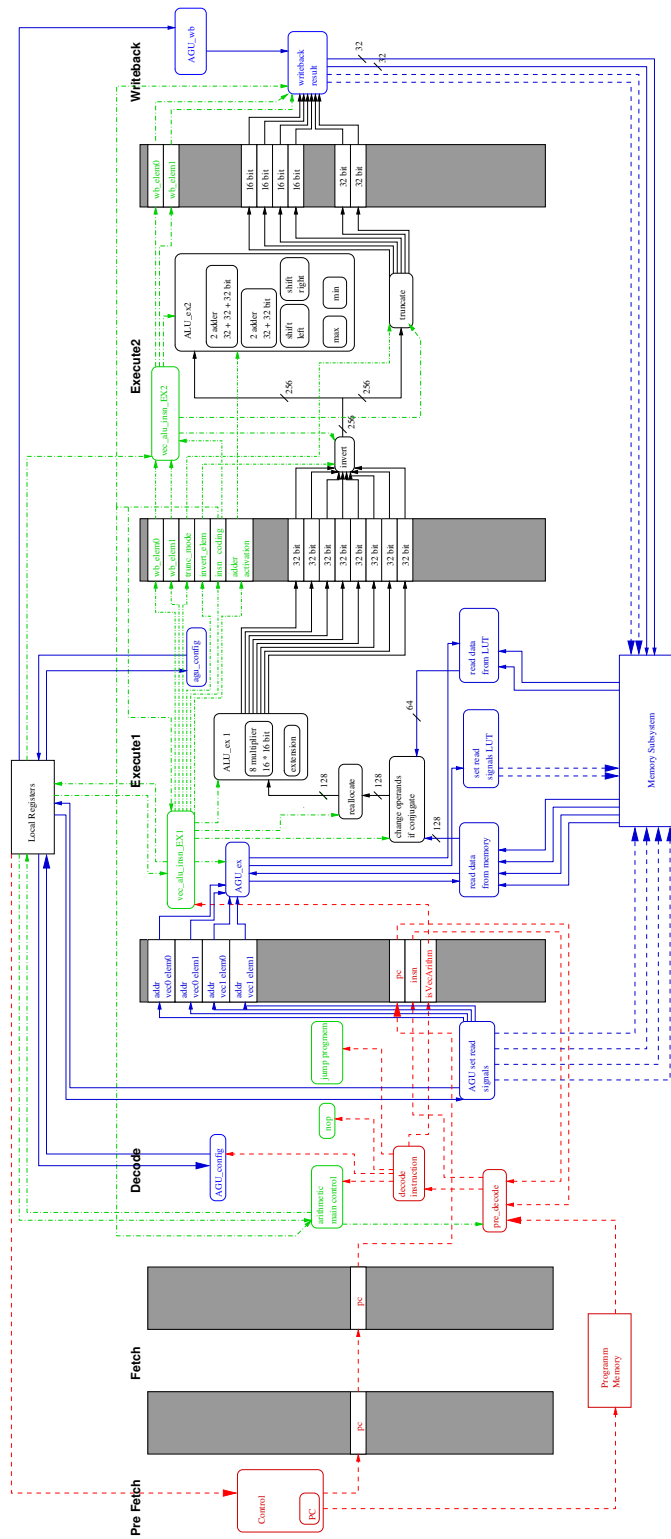 Pre Fetch
Fetch
Decode
Execute1
Execute2
Writeback
Control
PC
pc
pc
Programm
Memory
AGU_config
arithmetic
main control
nop
jump progmem
decode
instruction
pre_decode
AGU set read
signals
addr
vec0 elem0
addr
vec0 elem1
addr
vec1 elem0
addr
vec1 elem1
pc
insn
isVecArithm
Local Registers
vec_alu_insn_EX1
AGU_ex
agu_config
ALU_ex 1
8 multiplier
16 * 16 bit
extension
128
reallocate
128
change operands
if conjugate
128
64
read data
from memory
set read
signals LUT
read data
from LUT
Memory Subsystem
wb_elem0
wb_elem1
trunc_mode
invert_elem
insn coding
adder
activation
32 bit
32 bit
32 bit
32 bit
32 bit
32 bit
32 bit
32 bit
vec_alu_insn_EX2
invert
256
256
256
ALU_ex2
2 adder
32 + 32 + 32 bit
2 adder
32 + 32 bit
shift
left
shift
right
max
min
truncate
wb_elem0
wb_elem1
16 bit
16 bit
16 bit
16 bit
32 bit
32 bit
AGU_wb
writeback
result
32
32